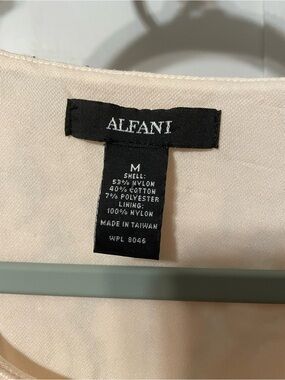 ALFANI
M
SHELL:
53% NYLON
40% COTTON
7% POLYESTER
LINING:
100% NYLON
MADE IN TAIWAN
WPL 8046